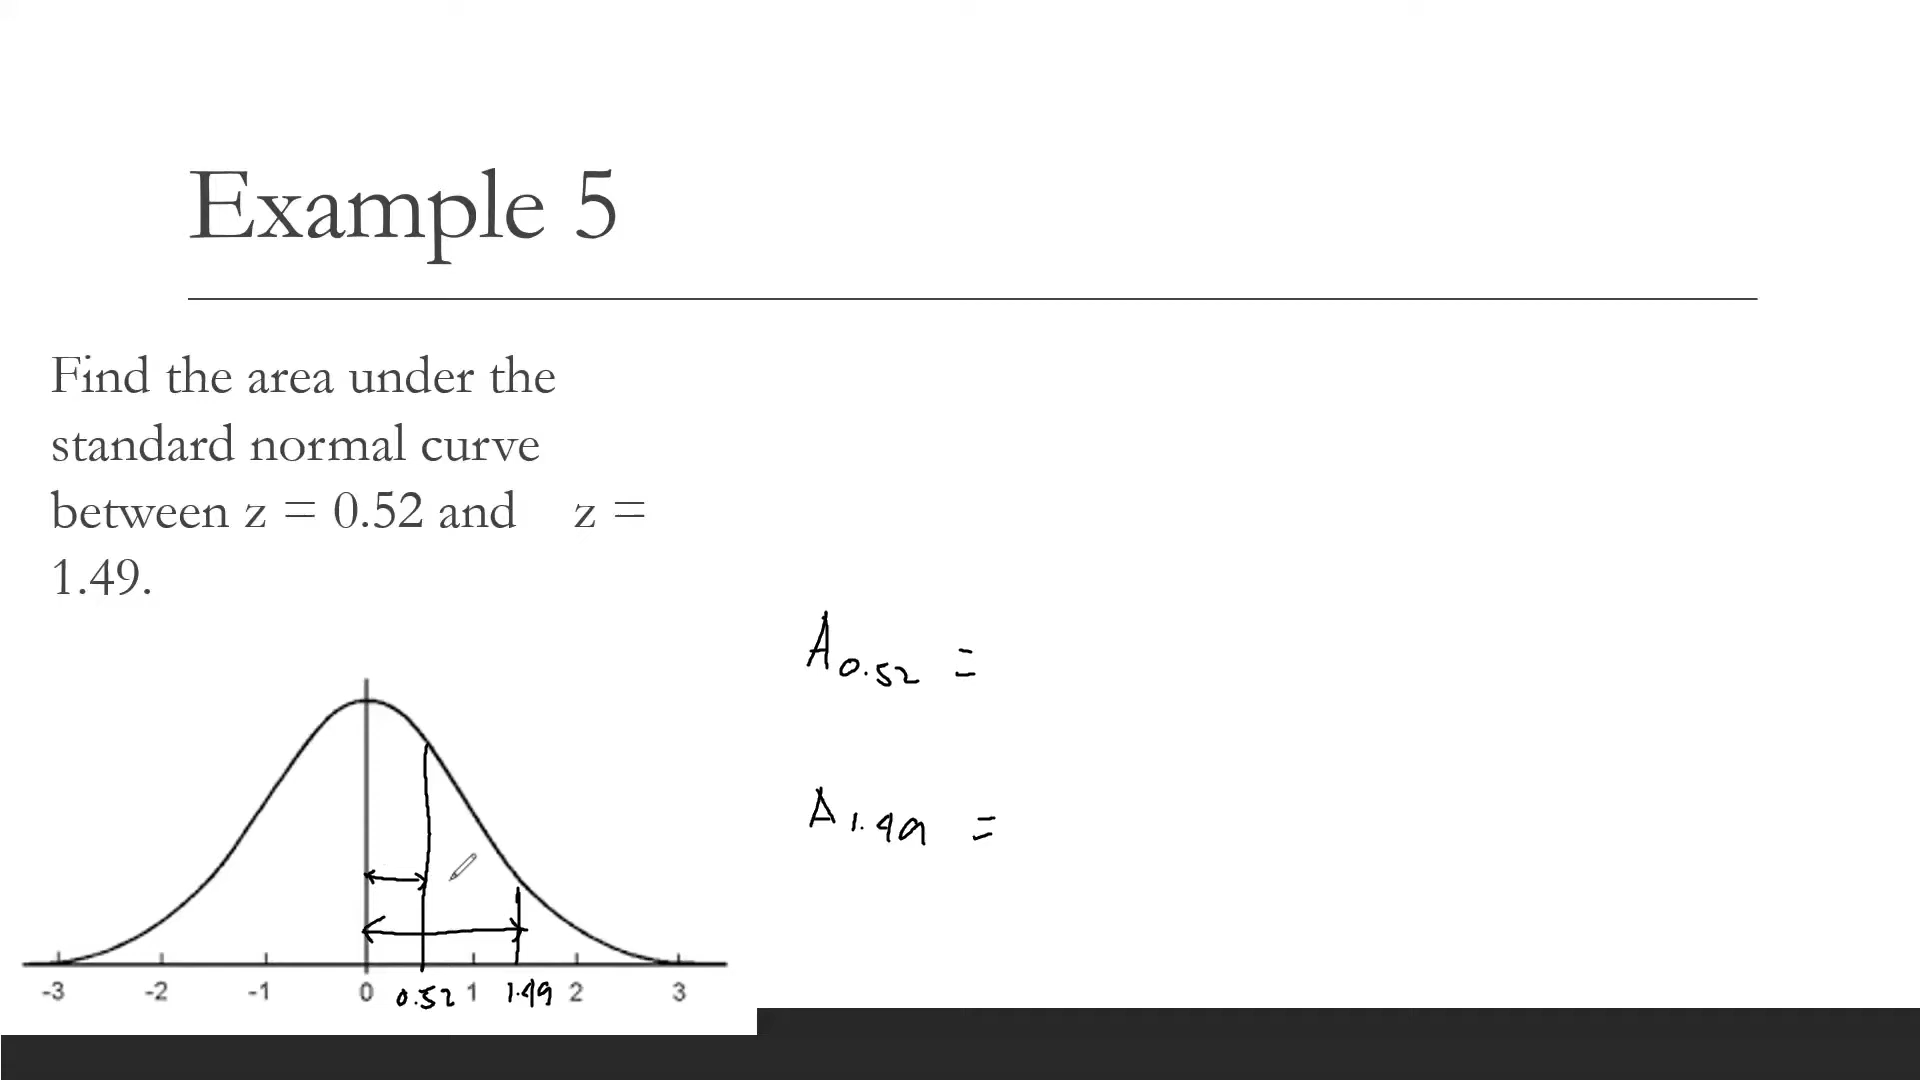 Example 5
Find the area under the
standard normal curve
between z = 0.52 and z =
1.49.
A0.52 =
A1.49 =
-3 -2 -1 0 0.52 1 1.49 2 3